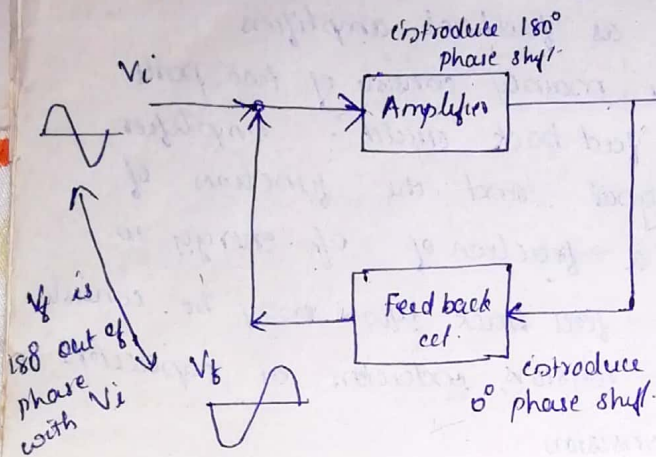 introduce 180°
phase shift.
Vi
Amplifier
Feed back
cct.
Vf is
180 out of
phase
with Vi
Vf
introduce
0° phase shift.